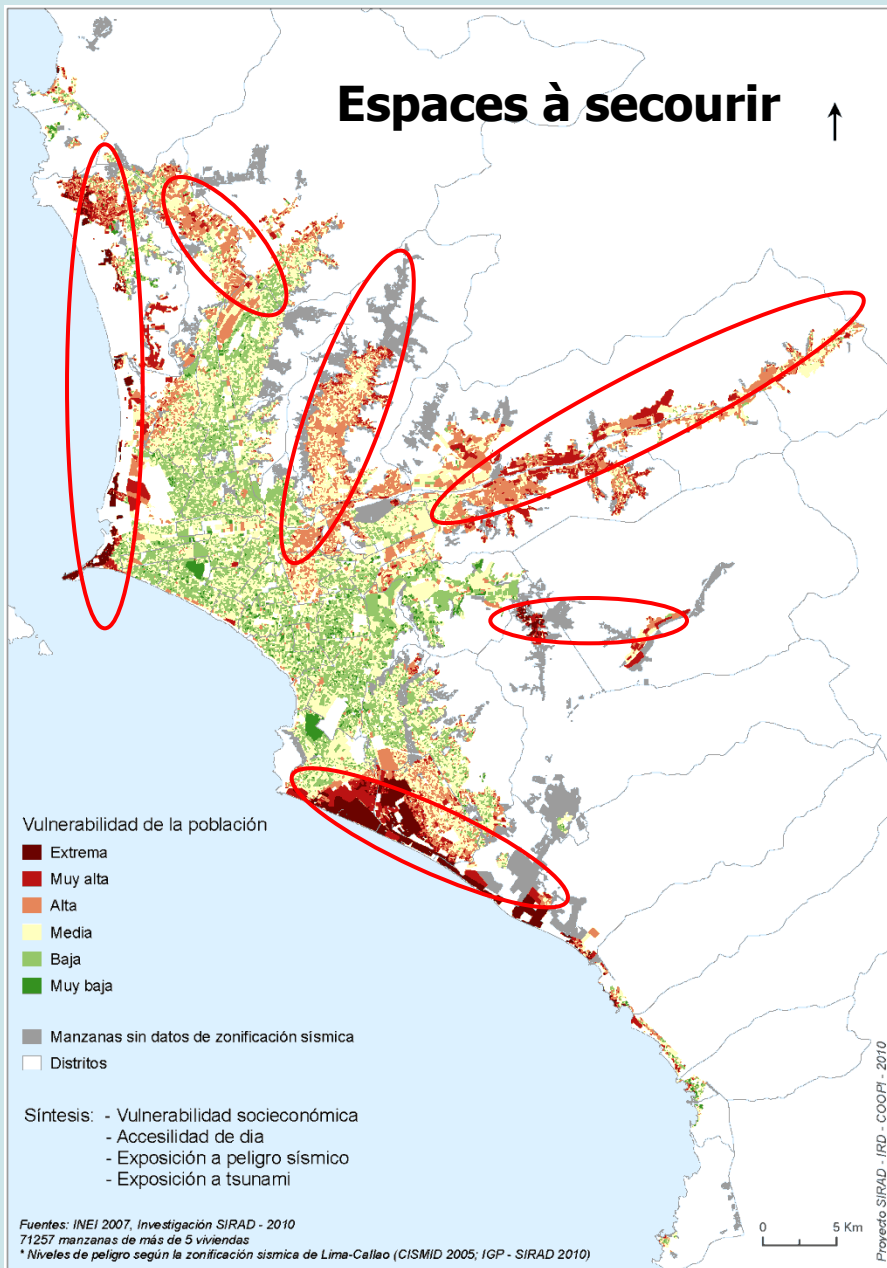 Espaces à secourir
Vulnerabilidad de la población
Extrema
Muy alta
Alta
Media
Baja
Muy baja
Manzanas sin datos de zonificación sísmica
Distritos
Síntesis: - Vulnerabilidad socioeconómica
- Accesilidad de dia
- Exposición a peligro sísmico
- Exposición a tsunami
Fuentes: INEI 2007, Investigación SIRAD - 2010
71257 manzanas de más de 5 viviendas
* Niveles de peligro según la zonificación sismica de Lima-Callao (CISMID 2005; IGP - SIRAD 2010)
0 5 Km
Proyecto SIRAD - IRD - COOPI - 2010